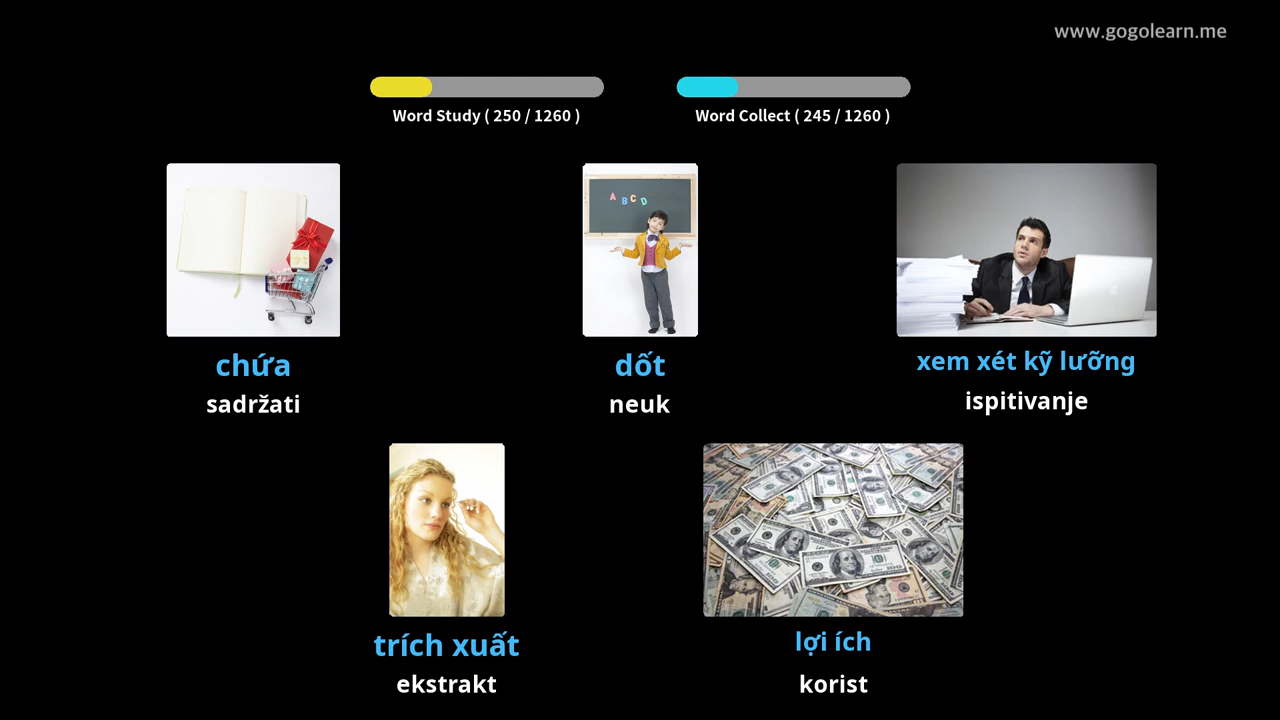 www.gogolearn.me
Word Study ( 250 / 1260 )
Word Collect ( 245 / 1260 )
A B C D
chứa
sadržati
dốt
neuk
xem xét kỹ lưỡng
ispitivanje
trích xuất
ekstrakt
lợi ích
korist